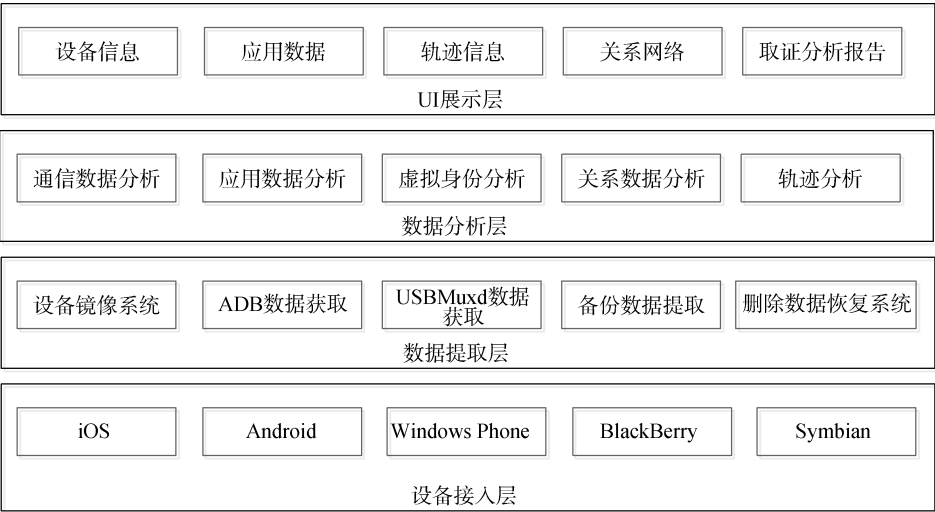 设备信息
应用数据
轨迹信息
关系网络
取证分析报告
UI展示层
通信数据分析
应用数据分析
虚拟身份分析
关系数据分析
轨迹分析
数据分析层
设备镜像系统
ADB数据获取
USBMuxd数据
获取
备份数据提取
删除数据恢复系统
数据提取层
iOS
Android
Windows Phone
BlackBerry
Symbian
设备接入层